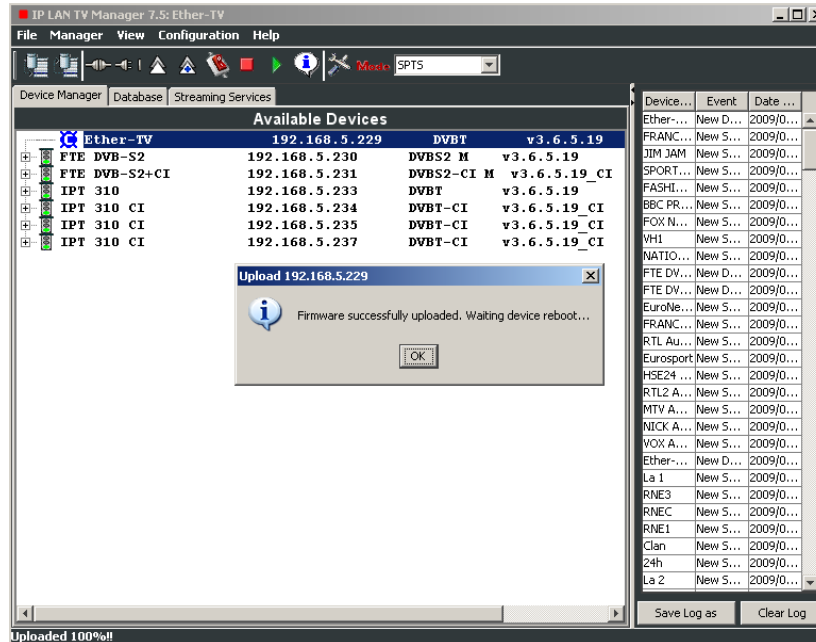 IP LAN TV Manager 7.5: Ether-TV
File Manager View Configuration Help
Mode: SPTS
Device Manager Database Streaming Services
Available Devices
Ether-TV 192.168.5.229 DVBT v3.6.5.19
FTE DVB-S2 192.168.5.230 DVBS2 M v3.6.5.19
FTE DVB-S2+CI 192.168.5.231 DVBS2-CI M v3.6.5.19_CI
IPT 310 192.168.5.233 DVBT v3.6.5.19
IPT 310 CI 192.168.5.234 DVBT-CI v3.6.5.19_CI
IPT 310 CI 192.168.5.235 DVBT-CI v3.6.5.19_CI
IPT 310 CI 192.168.5.237 DVBT-CI v3.6.5.19_CI
Upload 192.168.5.229
Firmware successfully uploaded. Waiting device reboot...
OK
Device... Event Date ...
Ether-... New D... 2009/0...
FRANC... New S... 2009/0...
JIM JAM New S... 2009/0...
SPORT... New S... 2009/0...
FASHI... New S... 2009/0...
BBC PR... New S... 2009/0...
FOX N... New S... 2009/0...
VH1 New S... 2009/0...
NATIO... New S... 2009/0...
FTE DV... New D... 2009/0...
FTE DV... New D... 2009/0...
EuroNe... New S... 2009/0...
FRANC... New S... 2009/0...
RTL Au... New S... 2009/0...
Eurosport New S... 2009/0...
HSE24 ... New S... 2009/0...
RTL2 A... New S... 2009/0...
MTV A... New S... 2009/0...
NICK A... New S... 2009/0...
VOX A... New S... 2009/0...
Ether-... New D... 2009/0...
La 1 New S... 2009/0...
RNE3 New S... 2009/0...
RNEC New S... 2009/0...
RNE1 New S... 2009/0...
Clan New S... 2009/0...
24h New S... 2009/0...
La 2 New S... 2009/0...
Save Log as Clear Log
Uploaded 100%!!